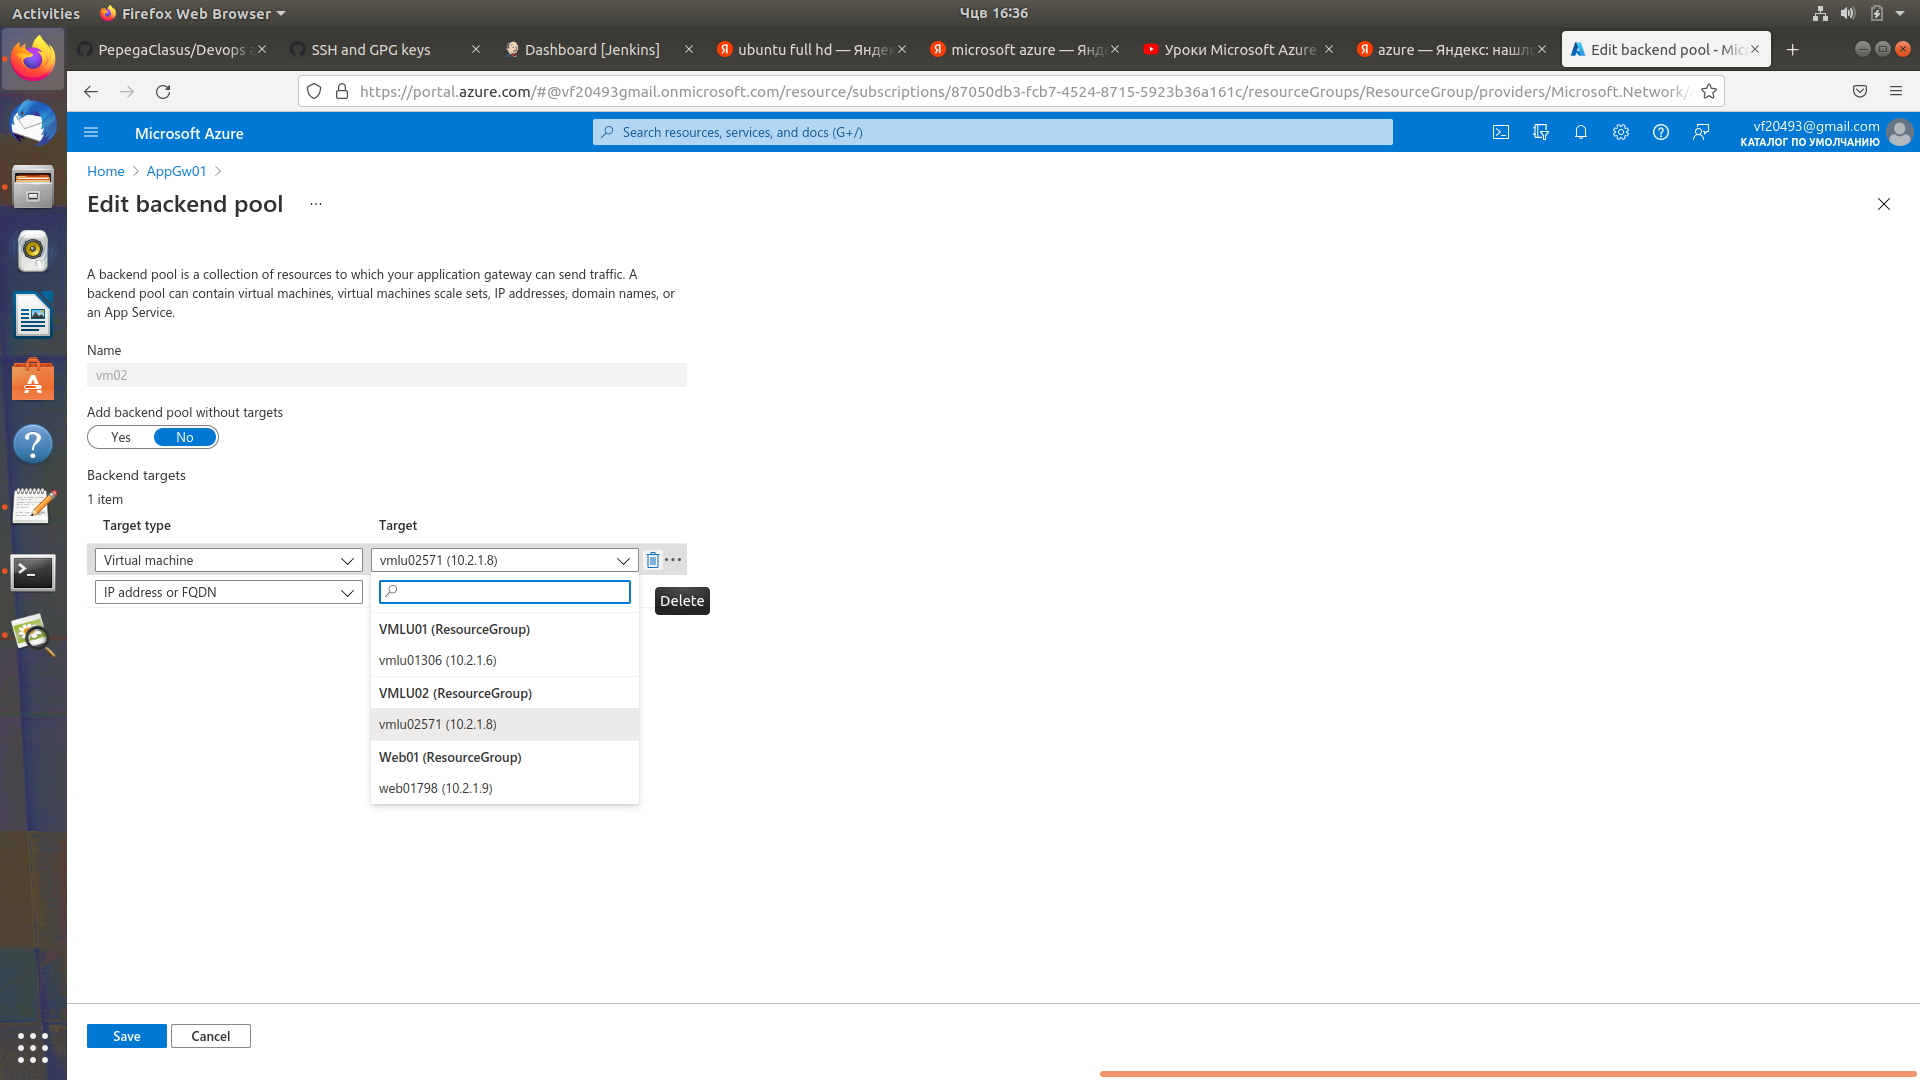 Activities
Firefox Web Browser
Чцв 16:36
PepegaClasus/Devops
SSH and GPG keys
Dashboard [Jenkins]
ubuntu full hd — Яндек
microsoft azure — Янд
Уроки Microsoft Azure
azure — Яндекс: нашло
Edit backend pool - Mic
https://portal.azure.com/#@vf20493gmail.onmicrosoft.com/resource/subscriptions/87050db3-fcb7-4524-8715-5923b36a161c/resourceGroups/ResourceGroup/providers/Microsoft.Network/
Microsoft Azure
Search resources, services, and docs (G+/)
vf20493@gmail.com
КАТАЛОГ ПО УМОЛЧАНИЮ
Home
AppGw01
Edit backend pool
A backend pool is a collection of resources to which your application gateway can send traffic. A
backend pool can contain virtual machines, virtual machines scale sets, IP addresses, domain names, or
an App Service.
Name
vm02
Add backend pool without targets
Yes
No
Backend targets
1 item
Target type
Target
Virtual machine
vmlu02571 (10.2.1.8)
IP address or FQDN
Delete
VMLU01 (ResourceGroup)
vmlu01306 (10.2.1.6)
VMLU02 (ResourceGroup)
vmlu02571 (10.2.1.8)
Web01 (ResourceGroup)
web01798 (10.2.1.9)
Save
Cancel